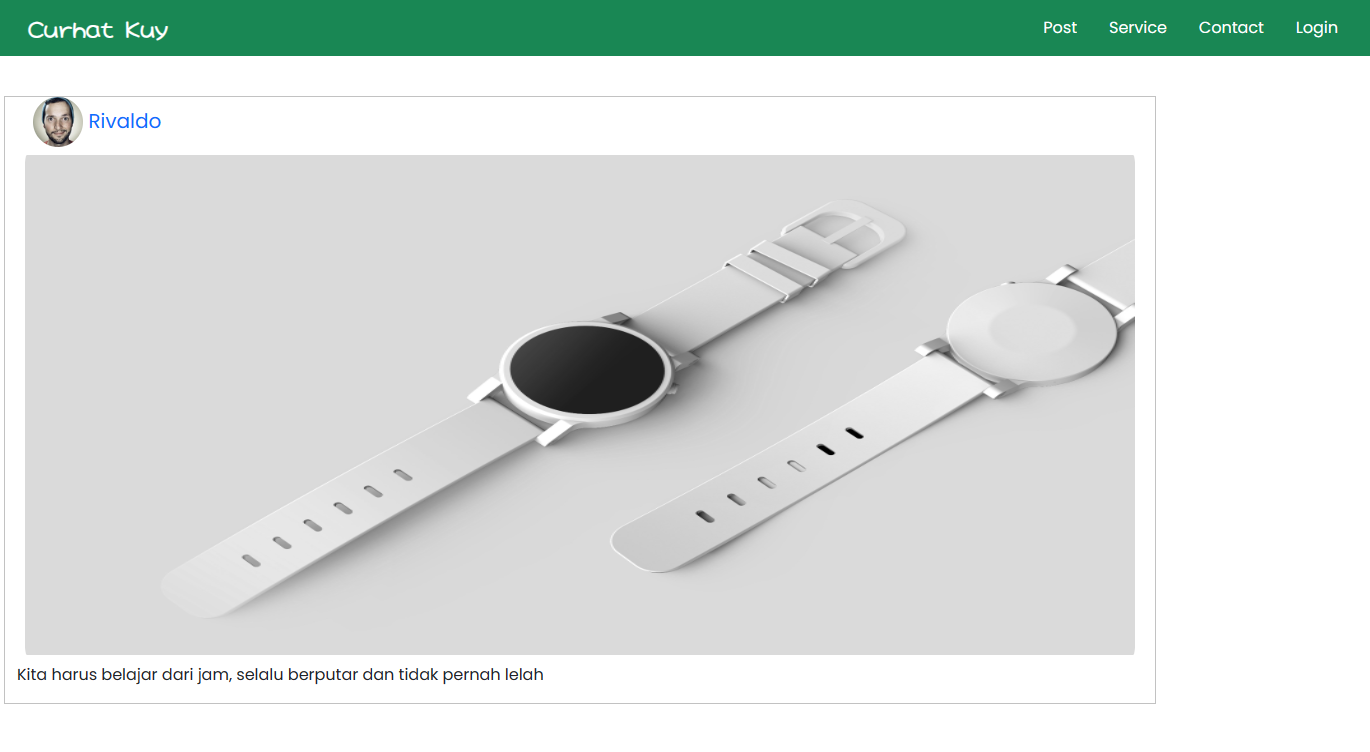 Curhat Kuy
Post Service Contact Login
Rivaldo
Kita harus belajar dari jam, selalu berputar dan tidak pernah lelah